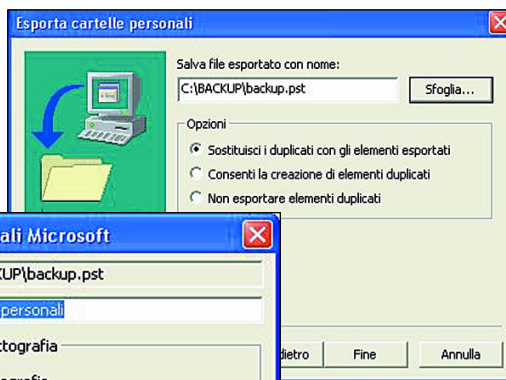 Esporta cartelle personali
Salva file esportato con nome:
C:\BACKUP\backup.pst
Sfoglia...
Opzioni
Sostituisci i duplicati con gli elementi esportati
Consenti la creazione di elementi duplicati
Non esportare elementi duplicati
ali Microsoft
KUP\backup.pst
personali
ttografia
dietro
Fine
Annulla